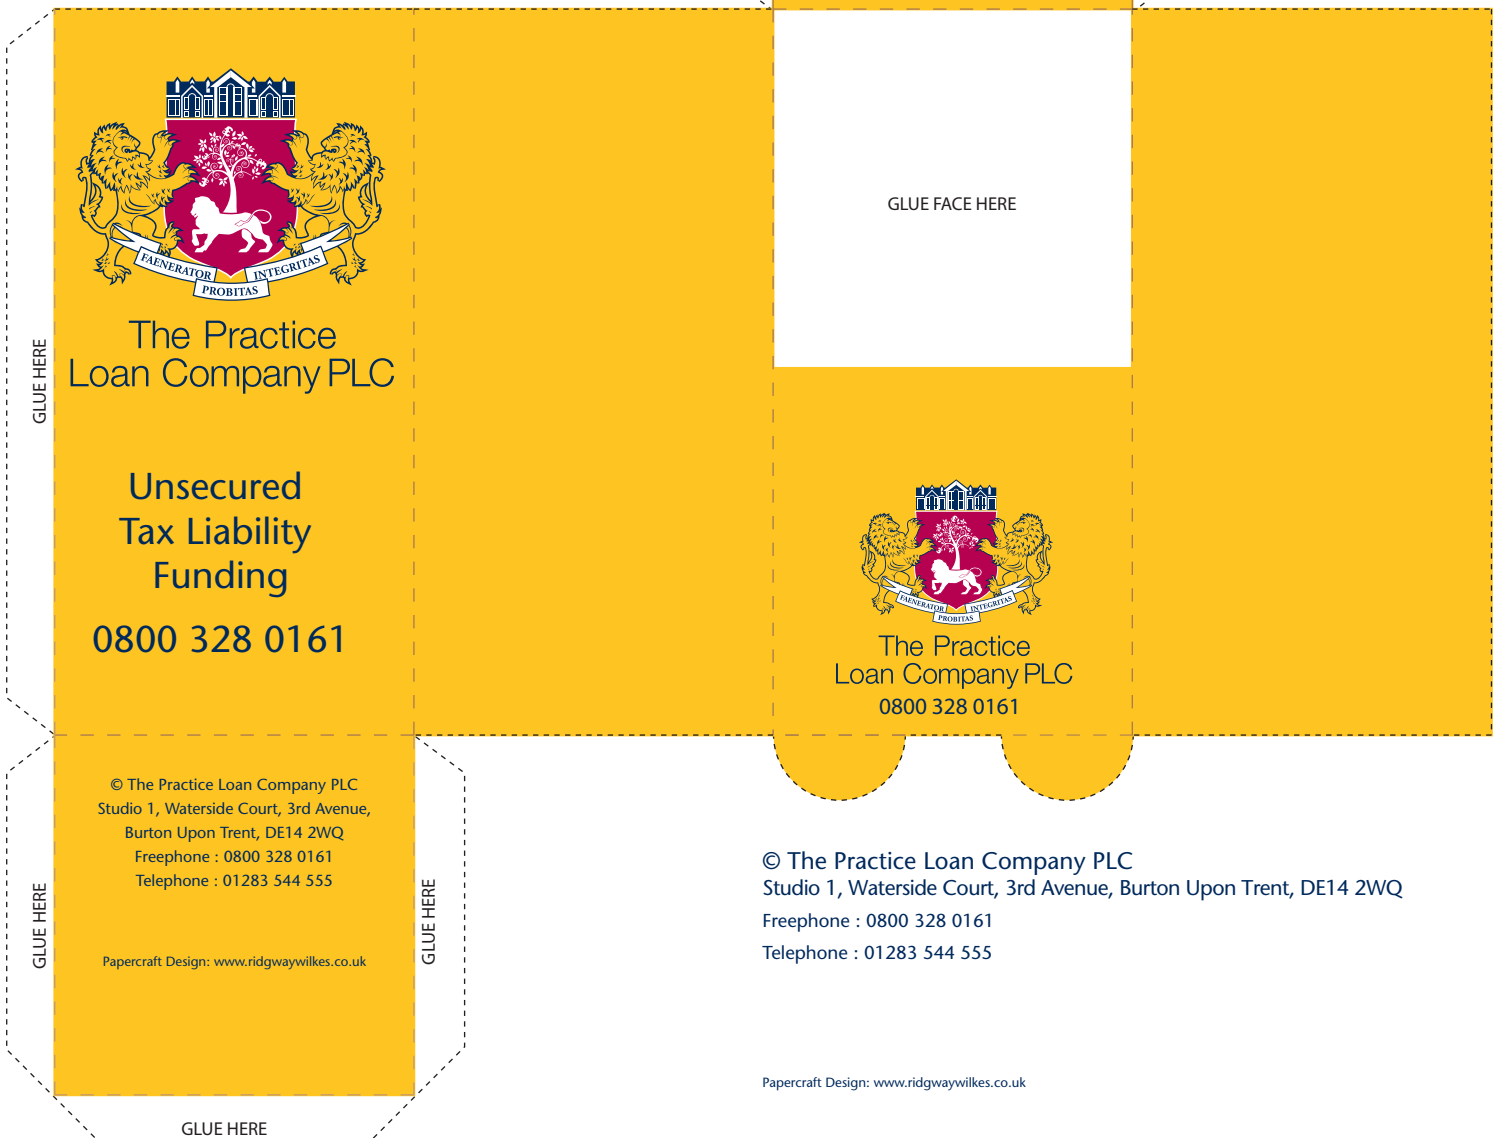 GLUE HERE
FAENERATOR
PROBITAS
INTEGRITAS
The Practice
Loan Company PLC
Unsecured
Tax Liability
Funding
0800 328 0161
GLUE FACE HERE
FAENERATOR
PROBITAS
INTEGRITAS
The Practice
Loan Company PLC
0800 328 0161
GLUE HERE
© The Practice Loan Company PLC
Studio 1, Waterside Court, 3rd Avenue,
Burton Upon Trent, DE14 2WQ
Freephone : 0800 328 0161
Telephone : 01283 544 555
Papercraft Design: www.ridgwaywilkes.co.uk
GLUE HERE
GLUE HERE
© The Practice Loan Company PLC
Studio 1, Waterside Court, 3rd Avenue, Burton Upon Trent, DE14 2WQ
Freephone : 0800 328 0161
Telephone : 01283 544 555
Papercraft Design: www.ridgwaywilkes.co.uk